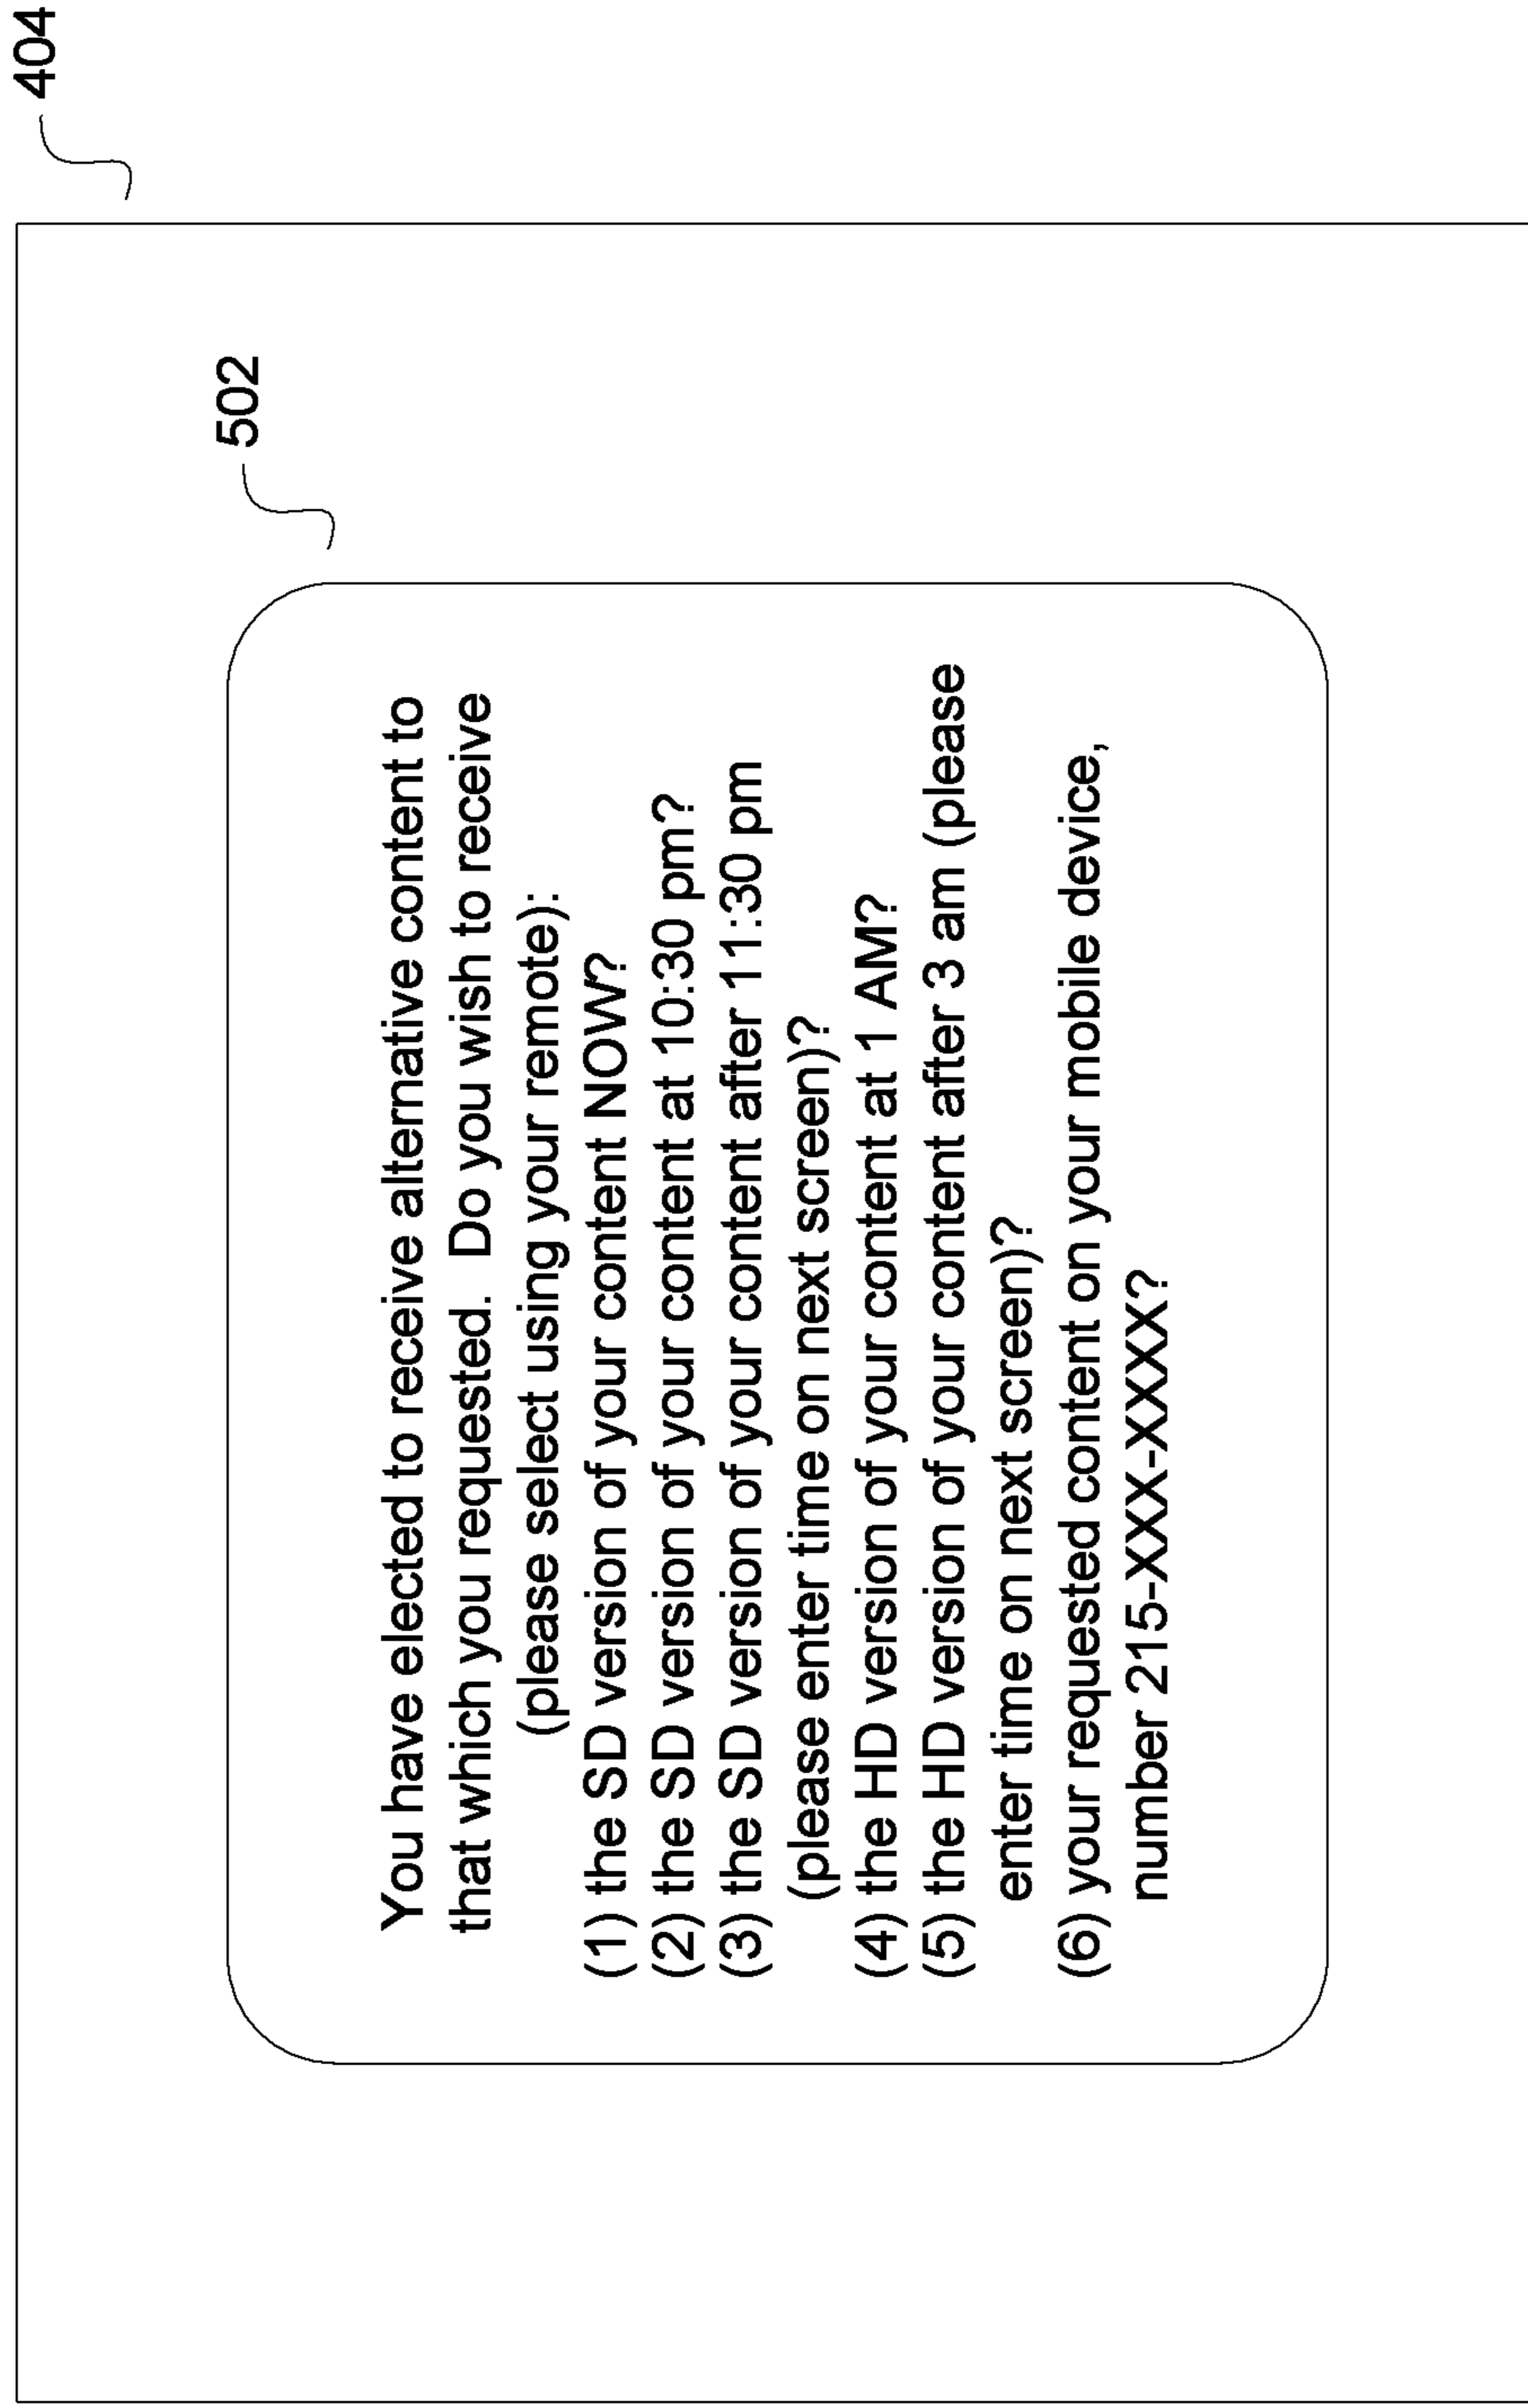 404
502
You have elected to receive alternative content to
that which you requested.  Do you wish to receive
(please select using your remote):
(1) the SD version of your content NOW?
(2) the SD version of your content at 10:30 pm?
(3) the SD version of your content after 11:30 pm
(please enter time on next screen)?
(4) the HD version of your content at 1 AM?
(5) the HD version of your content after 3 am (please
enter time on next screen)?
(6) your requested content on your mobile device,
number 215-XXX-XXXX?